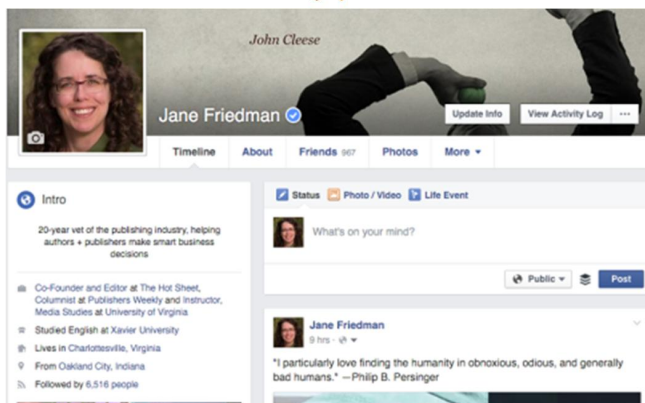 John Cleese
Jane Friedman
Update Info
View Activity Log
...
Timeline
About
Friends 967
Photos
More
Intro
20-year vet of the publishing industry, helping
authors + publishers make smart business
decisions
Co-Founder and Editor at The Hot Sheet,
Columnist at Publishers Weekly and Instructor,
Media Studies at University of Virginia
Studied English at Xavier University
Lives in Charlottesville, Virginia
From Oakland City, Indiana
Followed by 6,516 people
Status
Photo / Video
Life Event
What's on your mind?
Public
Post
Jane Friedman
9 hrs ·
"I particularly love finding the humanity in obnoxious, odious, and generally
bad humans." —Philip B. Persinger